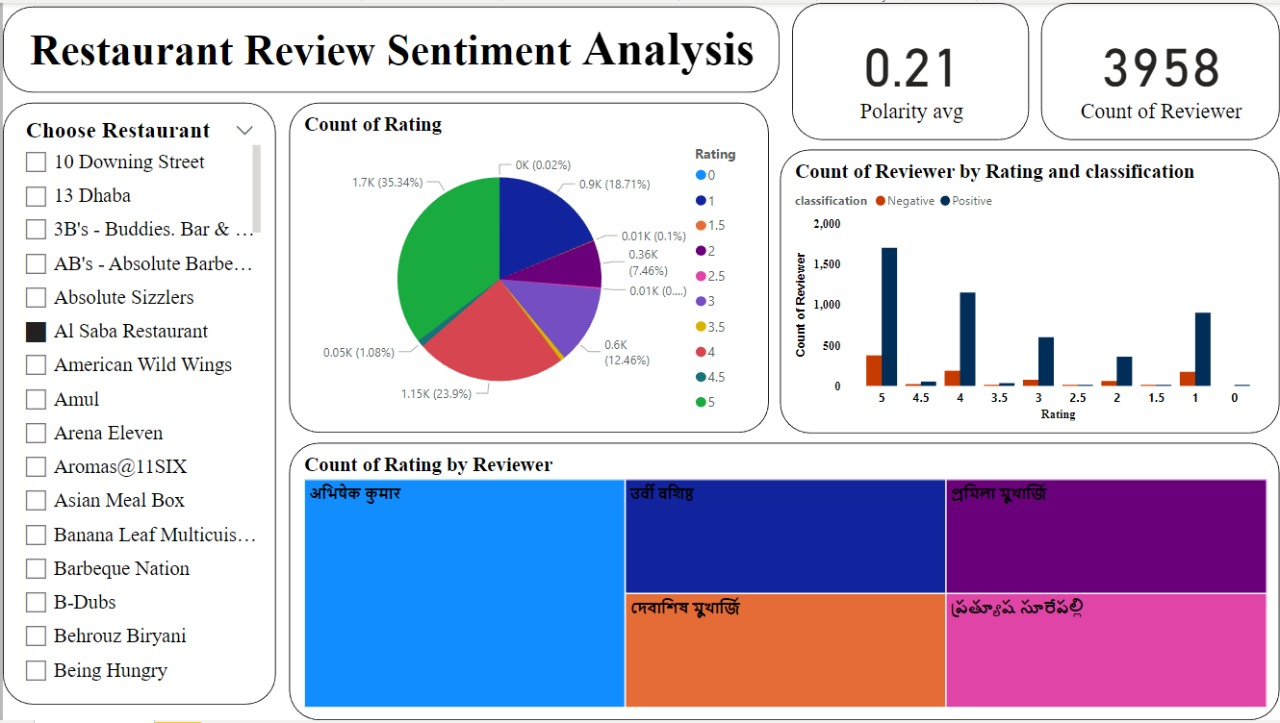 Restaurant Review Sentiment Analysis
0.21
Polarity avg
3958
Count of Reviewer
Choose Restaurant
10 Downing Street
13 Dhaba
3B's - Buddies. Bar & ...
AB's - Absolute Barbe...
Absolute Sizzlers
Al Saba Restaurant
American Wild Wings
Amul
Arena Eleven
Aromas@11SIX
Asian Meal Box
Banana Leaf Multicuis...
Barbeque Nation
B-Dubs
Behrouz Biryani
Being Hungry
Count of Rating
0K (0.02%)
0.9K (18.71%)
0.01K (0.1%)
0.36K
(7.46%)
0.01K (0....)
0.6K
(12.46%)
1.15K (23.9%)
0.05K (1.08%)
1.7K (35.34%)
Rating
0
1
1.5
2
2.5
3
3.5
4
4.5
5
Count of Reviewer by Rating and classification
classification Negative Positive
Count of Reviewer
2,000
1,500
1,000
500
0
5 4.5 4 3.5 3 2.5 2 1.5 1 0
Rating
Count of Rating by Reviewer
अभिषेक कुमार
उर्वी वशिष्ठ
প্রমিলা মুখার্জি
দেবাশিষ মুখার্জি
ప్రత్యూష సూరేపల్లి